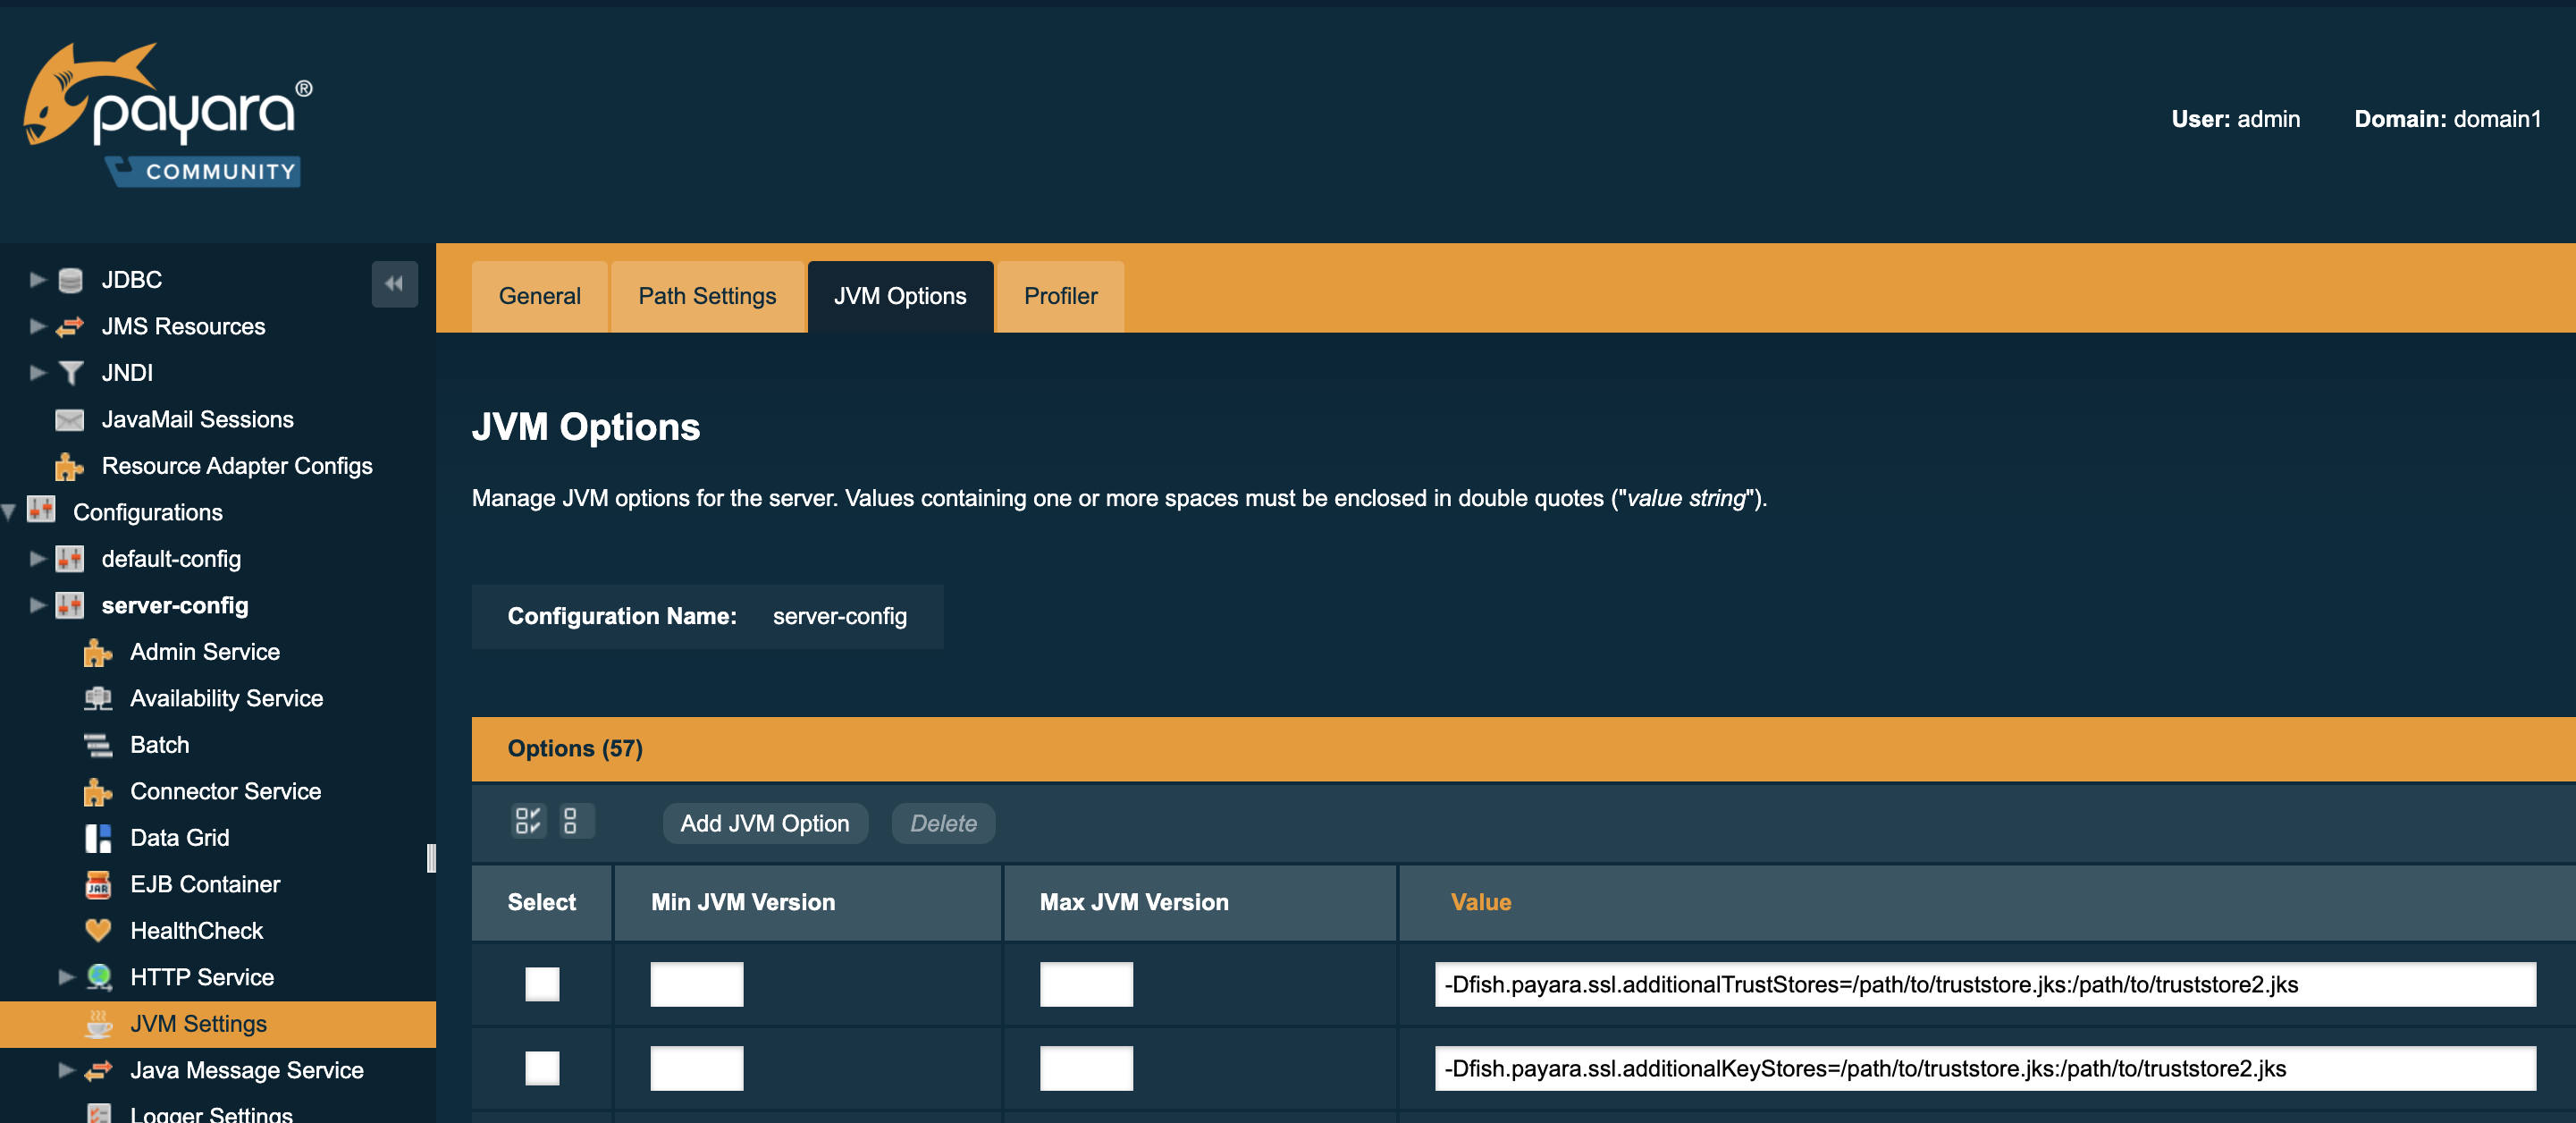 payara®
COMMUNITY
User: admin Domain: domain1
JDBC
JMS Resources
JNDI
JavaMail Sessions
Resource Adapter Configs
Configurations
default-config
server-config
Admin Service
Availability Service
Batch
Connector Service
Data Grid
EJB Container
HealthCheck
HTTP Service
JVM Settings
Java Message Service
Logger Settings
General Path Settings JVM Options Profiler
JVM Options
Manage JVM options for the server. Values containing one or more spaces must be enclosed in double quotes ("value string").
Configuration Name: server-config
Options (57)
Add JVM Option Delete
Select Min JVM Version Max JVM Version Value
-Dfish.payara.ssl.additionalTrustStores=/path/to/truststore.jks:/path/to/truststore2.jks
-Dfish.payara.ssl.additionalKeyStores=/path/to/truststore.jks:/path/to/truststore2.jks